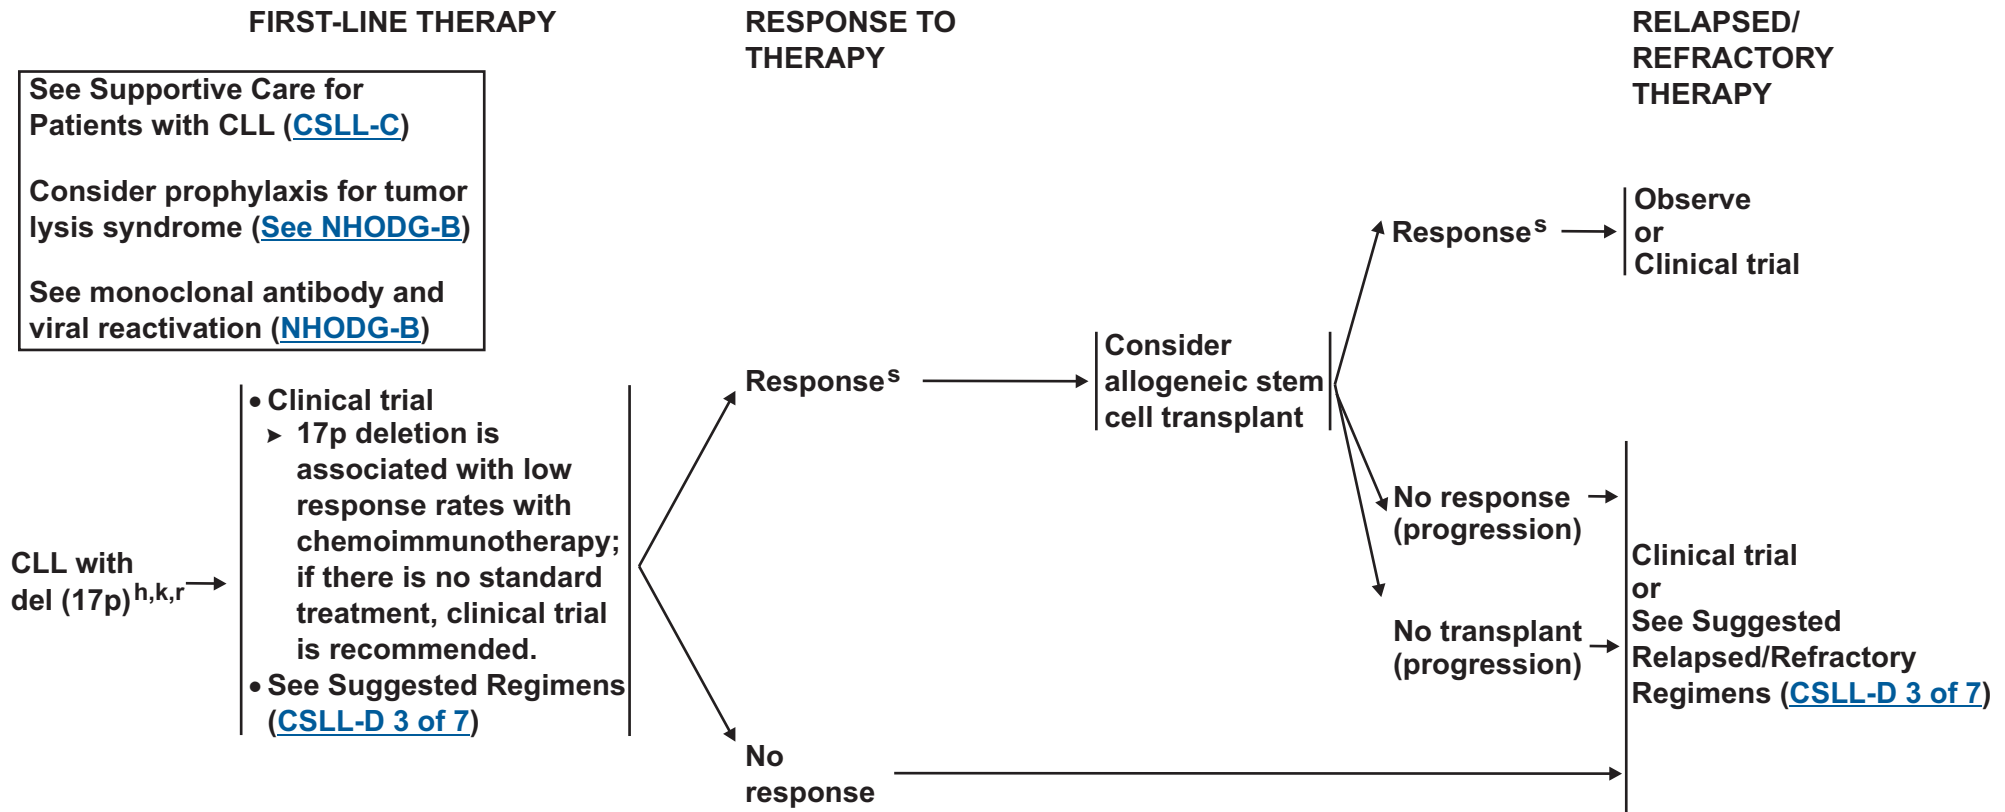 FIRST-LINE THERAPY
RESPONSE TO
THERAPY
RELAPSED/
REFRACTORY
THERAPY
See Supportive Care for
Patients with CLL (CSLL-C)
Consider prophylaxis for tumor
lysis syndrome (See NHODG-B)
See monoclonal antibody and
viral reactivation (NHODG-B)
CLL with
del (17p) h,k,r
• Clinical trial
➤ 17p deletion is
associated with low
response rates with
chemoimmunotherapy;
if there is no standard
treatment, clinical trial
is recommended.
• See Suggested Regimens
(CSLL-D 3 of 7)
Response s
No
response
Consider
allogeneic stem
cell transplant
Response s
No response
(progression)
No transplant
(progression)
Observe
or
Clinical trial
Clinical trial
or
See Suggested
Relapsed/Refractory
Regimens (CSLL-D 3 of 7)